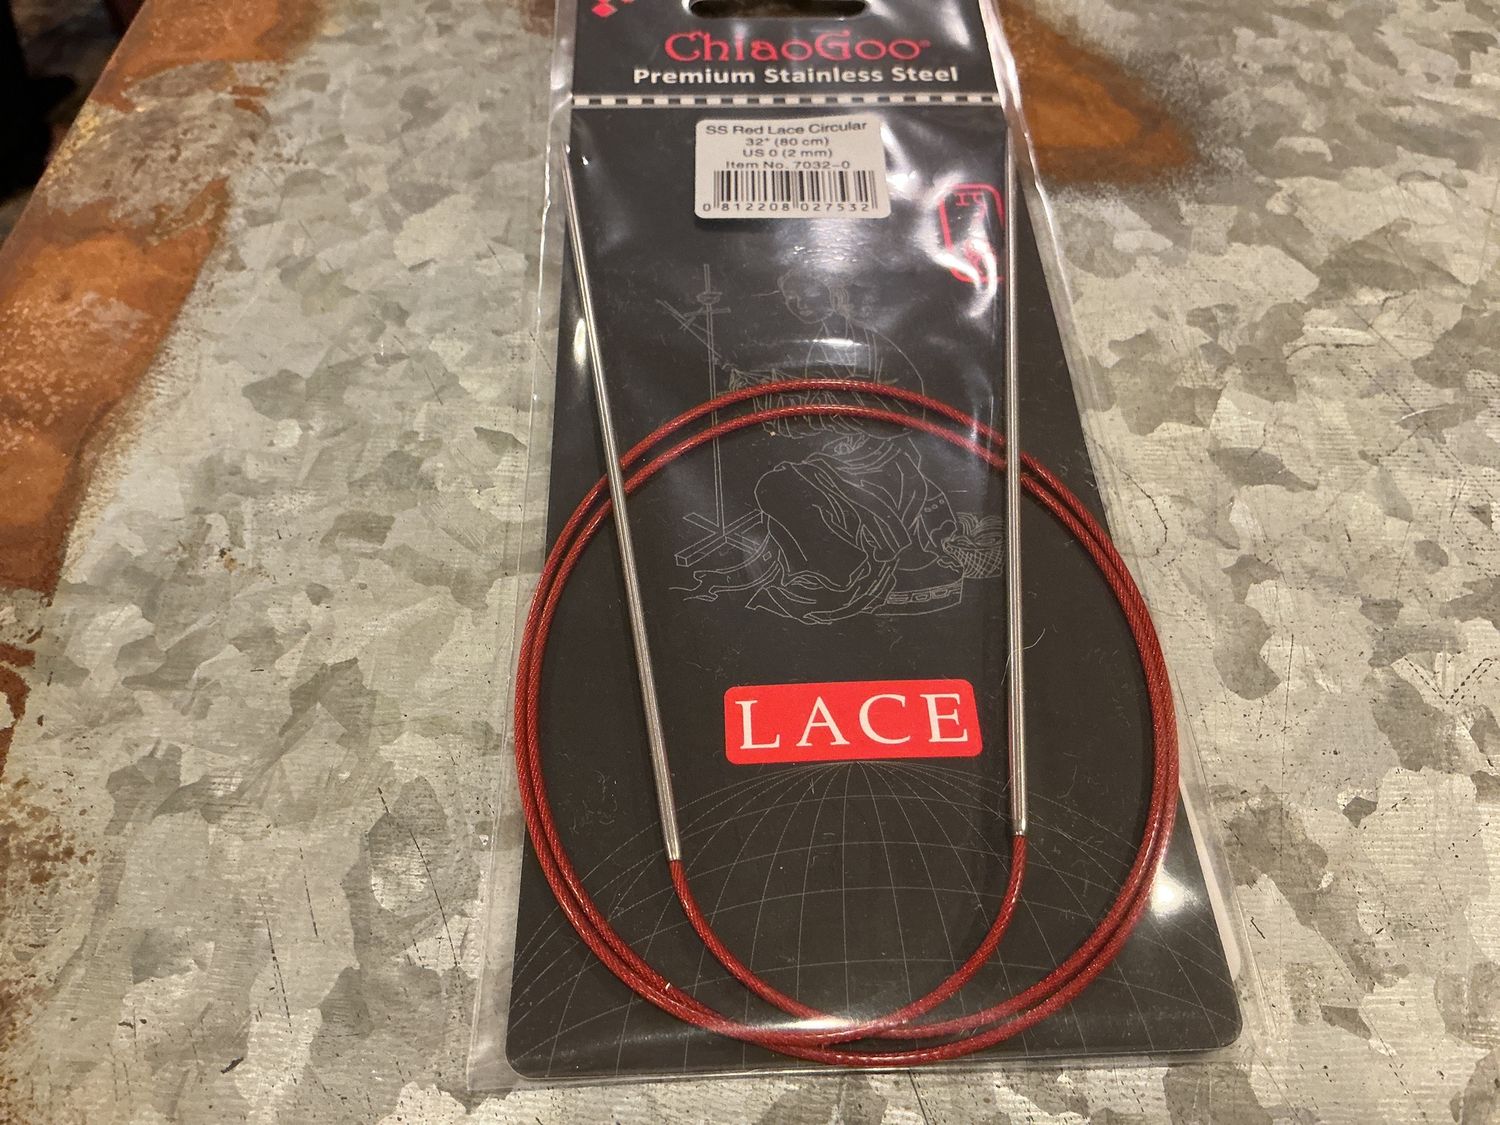 ChiaoGoo®
Premium Stainless Steel
SS Red Lace Circular
32" (80 cm)
US 0 (2 mm)
Item No. 7032-0
0 812208 027532
LACE